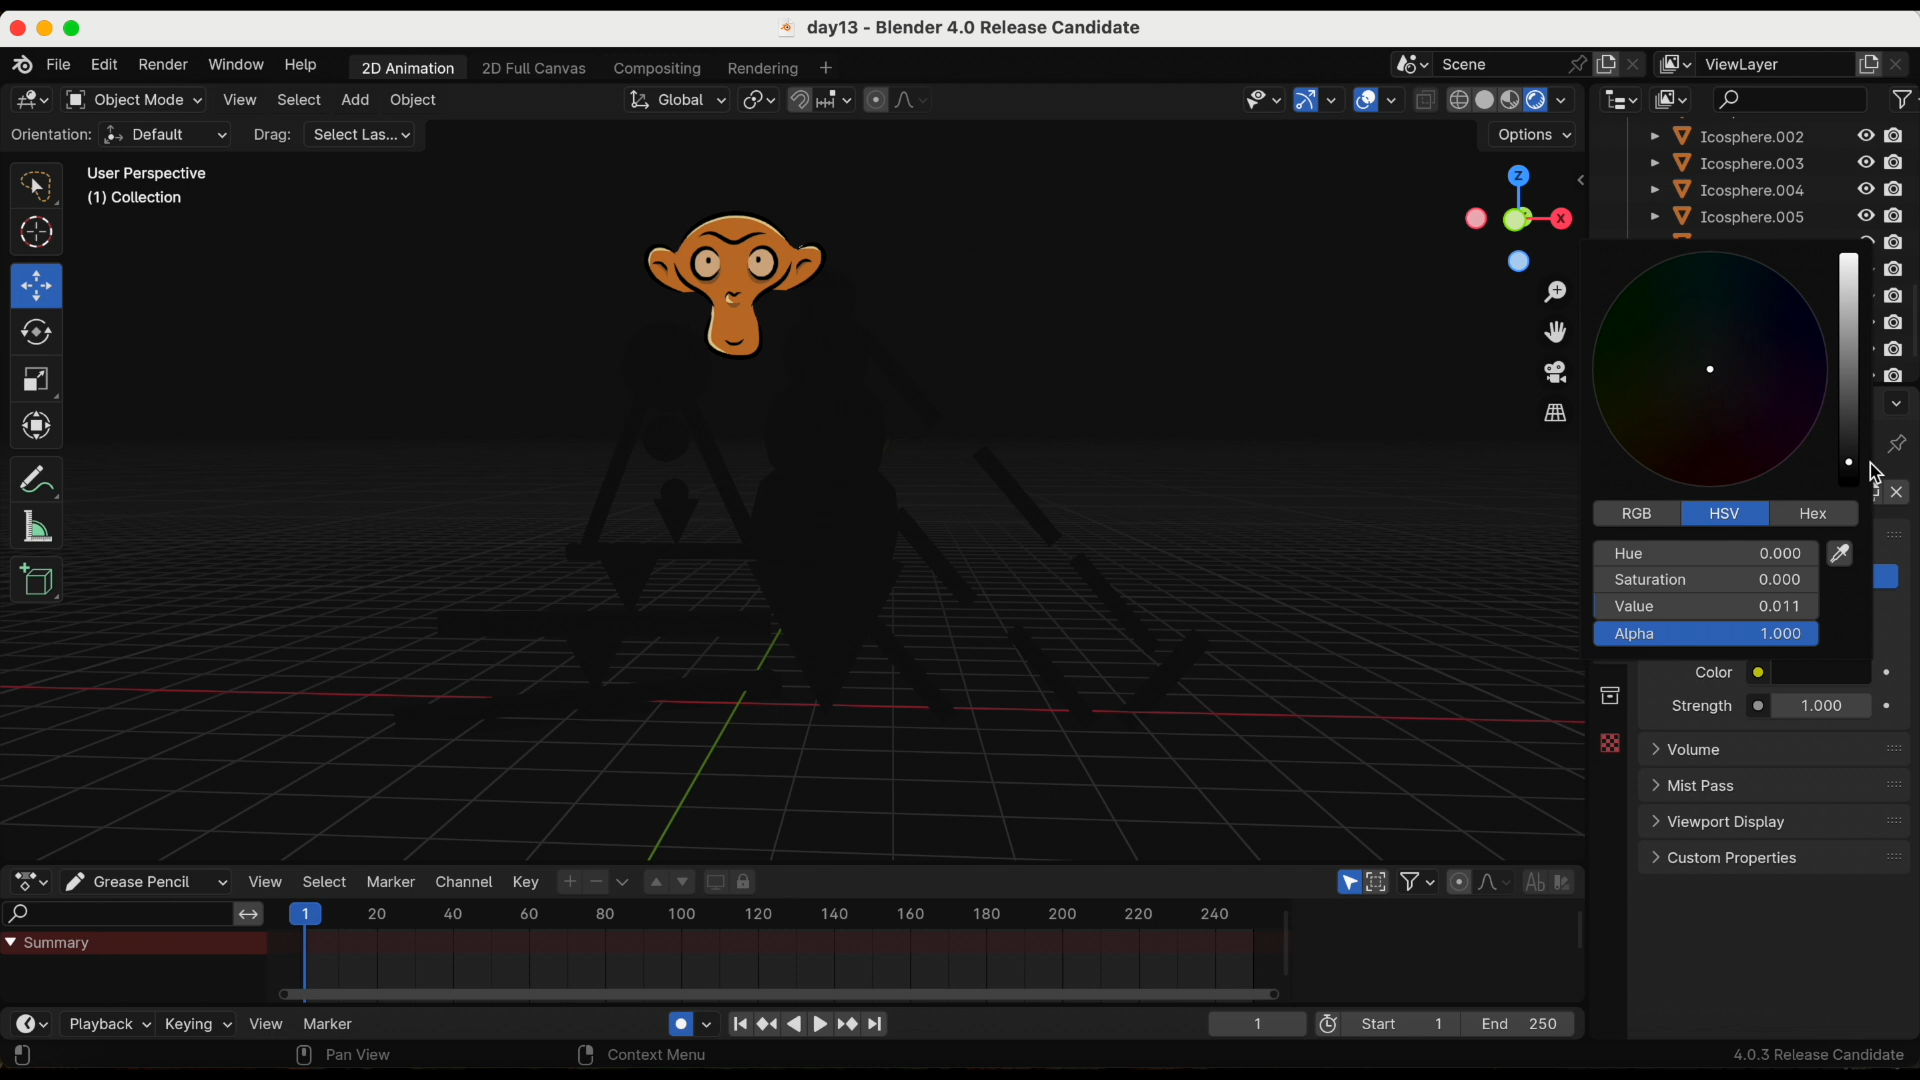 day13 - Blender 4.0 Release Candidate
File Edit Render Window Help 2D Animation 2D Full Canvas Compositing Rendering + Scene ViewLayer
Object Mode View Select Add Object Global
Orientation: Default Drag: Select Las... Options
User Perspective
(1) Collection
Z
X
Icosphere.002
Icosphere.003
Icosphere.004
Icosphere.005
RGB HSV Hex
Hue 0.000
Saturation 0.000
Value 0.011
Alpha 1.000
Color
Strength 1.000
Volume
Mist Pass
Viewport Display
Custom Properties
Grease Pencil View Select Marker Channel Key Ab
1 20 40 60 80 100 120 140 160 180 200 220 240
Summary
Playback Keying View Marker 1 Start 1 End 250
Pan View Context Menu 4.0.3 Release Candidate